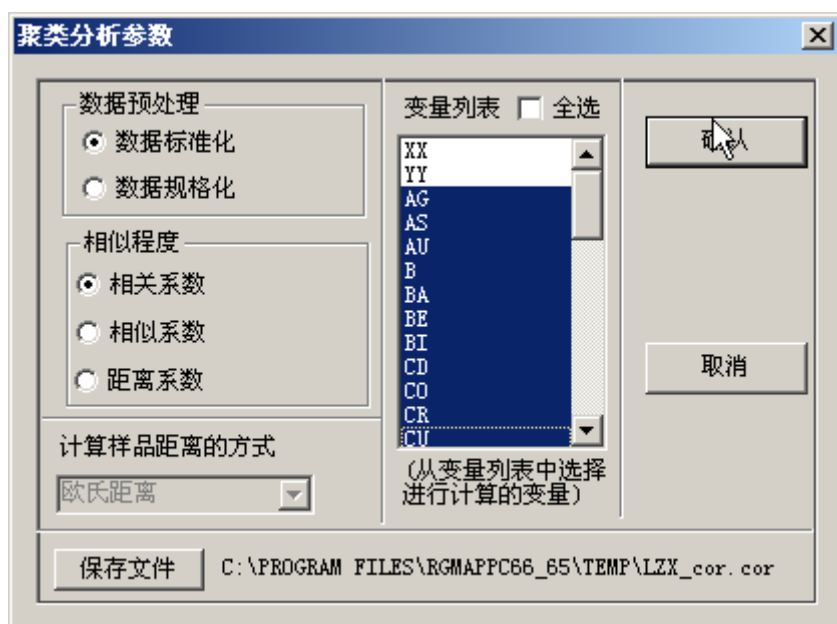 聚类分析参数
数据预处理
数据标准化
数据规格化
相似程度
相关系数
相似系数
距离系数
计算样品距离的方式
欧氏距离
变量列表 全选
XX
YY
AG
AS
AU
B
BA
BE
BI
CD
CO
CR
CU
(从变量列表中选择
进行计算的变量)
确认
取消
保存文件 C:\PROGRAM FILES\RGMAPPC66_65\TEMP\LZX_cor.cor